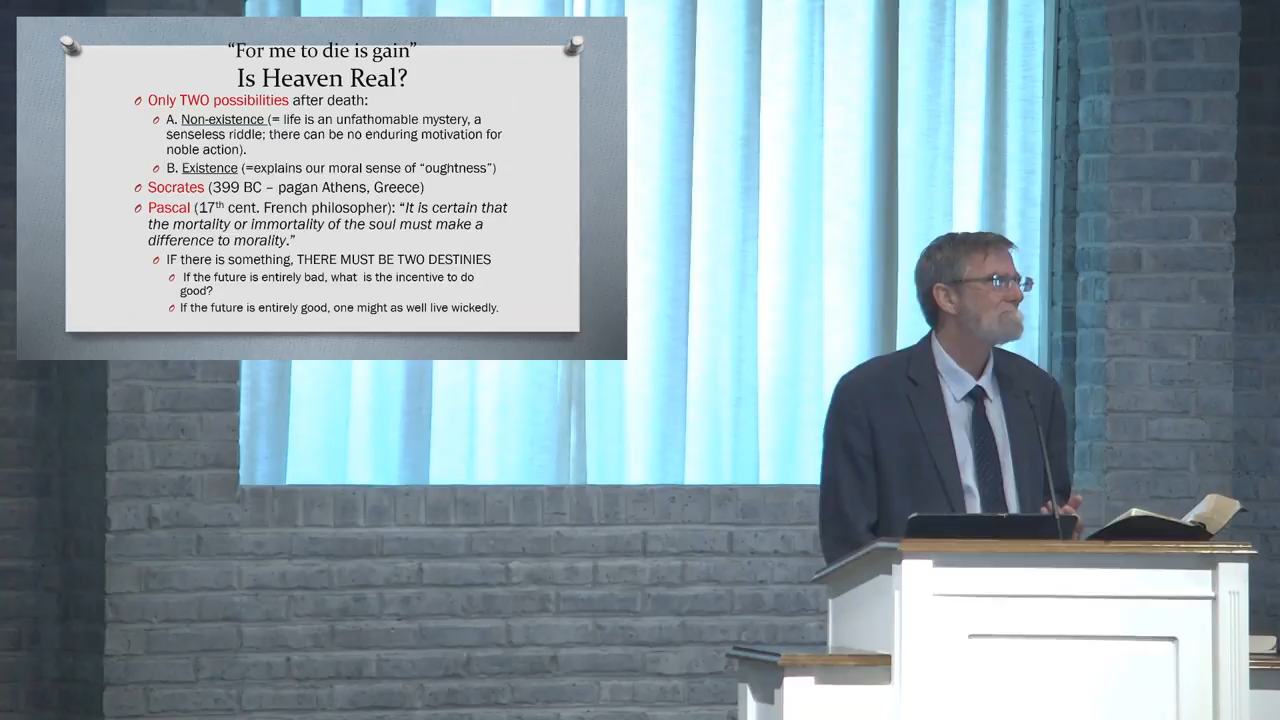 “For me to die is gain”
Is Heaven Real?
Only TWO possibilities after death:
A. Non-existence (= life is an unfathomable mystery, a
senseless riddle; there can be no enduring motivation for
noble action).
B. Existence (=explains our moral sense of “oughtness”)
Socrates (399 BC – pagan Athens, Greece)
Pascal (17th cent. French philosopher): “It is certain that
the mortality or immortality of the soul must make a
difference to morality.”
IF there is something, THERE MUST BE TWO DESTINIES
If the future is entirely bad, what  is the incentive to do
good?
If the future is entirely good, one might as well live wickedly.